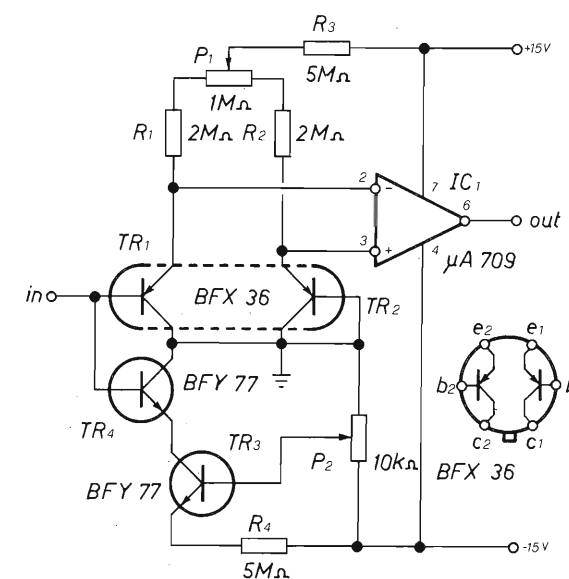 R3
+15V
P1
5MΩ
1MΩ
R1
2MΩ
R2
2MΩ
2
7
IC1
−
6
out
3
+
4
μA 709
TR1
in
BFX 36
TR2
e2
e1
BFY 77
b2
b
TR4
TR3
c2
c1
P2
10kΩ
BFX 36
BFY 77
R4
-15V
5MΩ